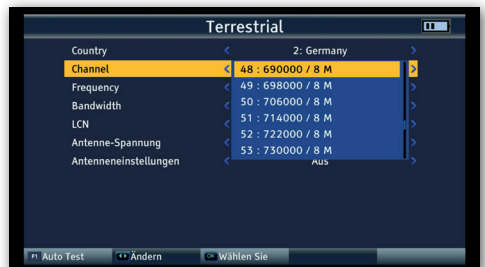 Terrestrial
Country 2: Germany
Channel 48 : 690000 / 8 M
Frequency 49 : 698000 / 8 M
Bandwidth 50 : 706000 / 8 M
LCN 51 : 714000 / 8 M
52 : 722000 / 8 M
Antenne-Spannung 53 : 730000 / 8 M
Antenneneinstellungen Aus
F1 Auto Test Ändern OK Wählen Sie